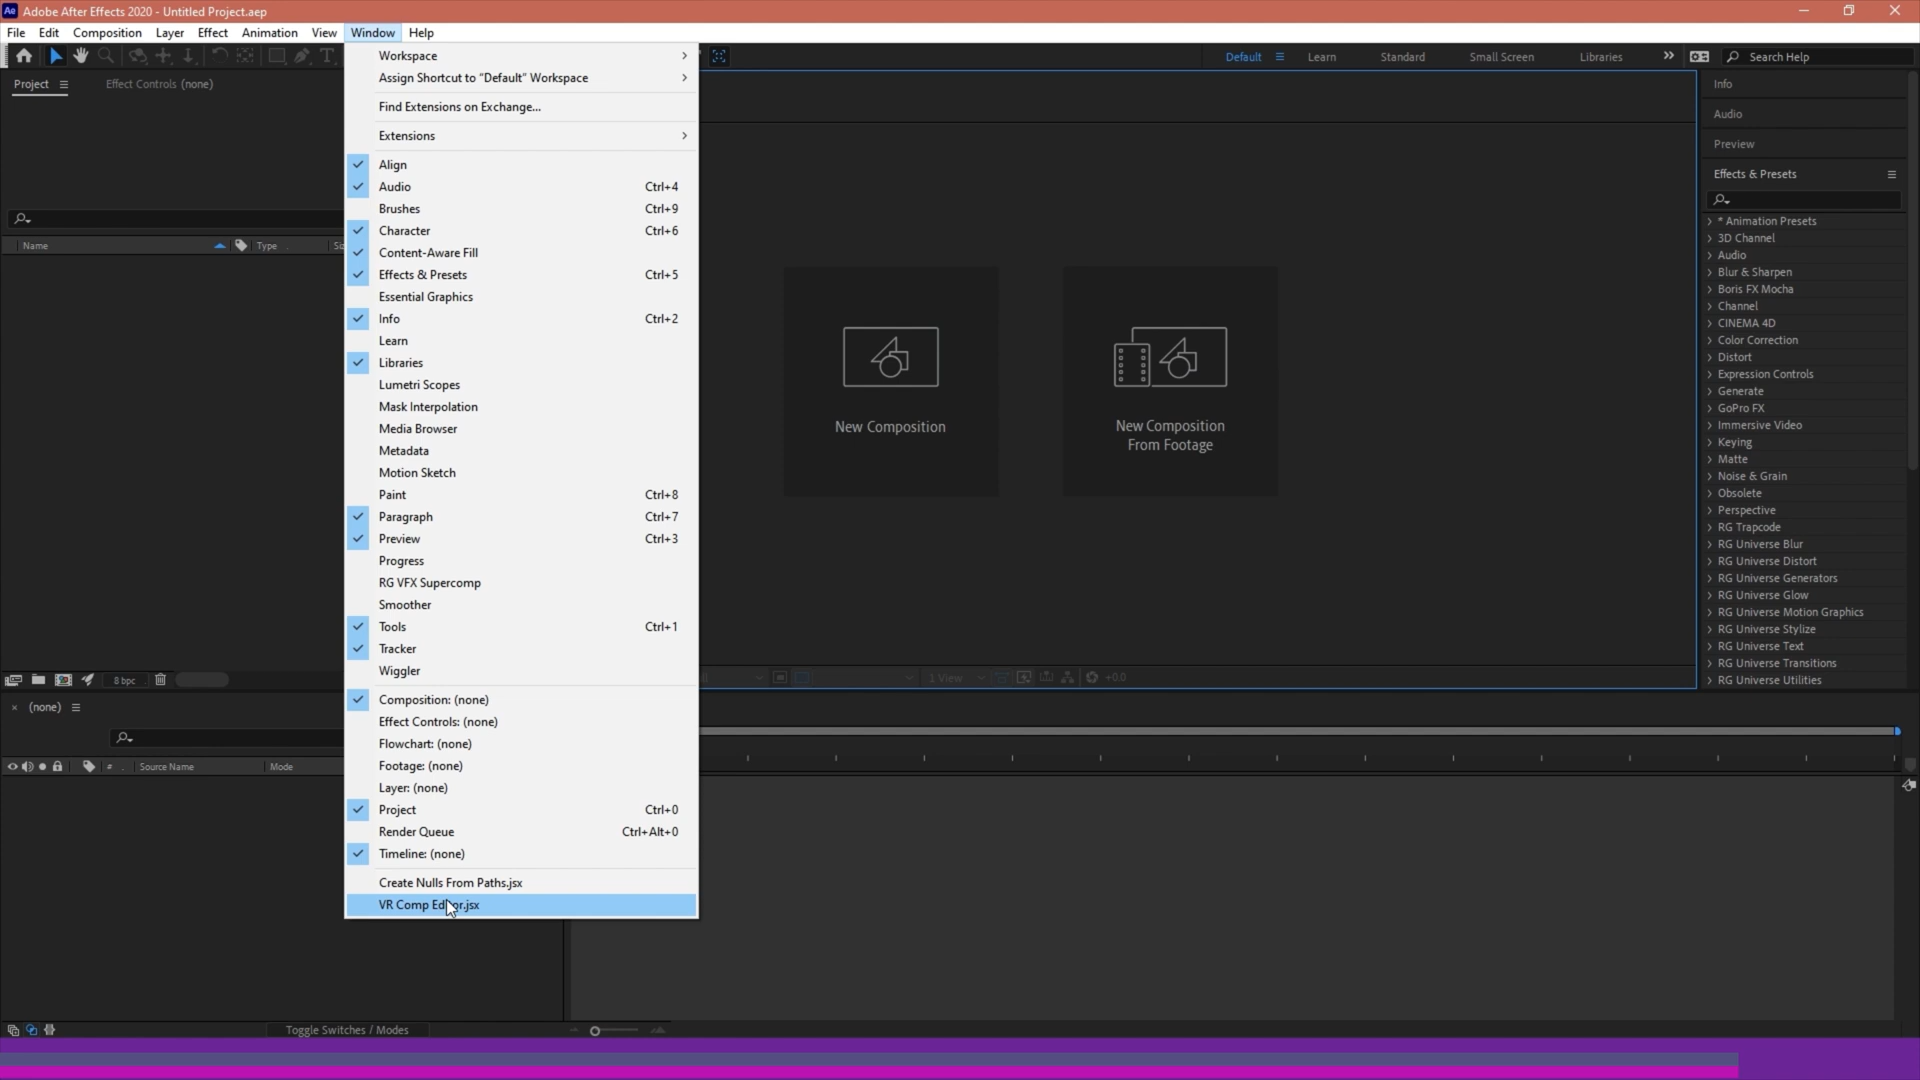 Adobe After Effects 2020 - Untitled Project.aep
File Edit Composition Layer Effect Animation View Window Help
Default Learn Standard Small Screen Libraries Search Help
Project Effect Controls (none)
Name Type
8 bpc
(none)
# . Source Name Mode
Toggle Switches / Modes
Workspace
Assign Shortcut to "Default" Workspace
Find Extensions on Exchange...
Extensions
Align
Audio Ctrl+4
Brushes Ctrl+9
Character Ctrl+6
Content-Aware Fill
Effects & Presets Ctrl+5
Essential Graphics
Info Ctrl+2
Learn
Libraries
Lumetri Scopes
Mask Interpolation
Media Browser
Metadata
Motion Sketch
Paint Ctrl+8
Paragraph Ctrl+7
Preview Ctrl+3
Progress
RG VFX Supercomp
Smoother
Tools Ctrl+1
Tracker
Wiggler
Composition: (none)
Effect Controls: (none)
Flowchart: (none)
Footage: (none)
Layer: (none)
Project Ctrl+0
Render Queue Ctrl+Alt+0
Timeline: (none)
Create Nulls From Paths.jsx
VR Comp Editor.jsx
New Composition
New Composition
From Footage
1 View +0.0
Info
Audio
Preview
Effects & Presets
* Animation Presets
3D Channel
Audio
Blur & Sharpen
Boris FX Mocha
Channel
CINEMA 4D
Color Correction
Distort
Expression Controls
Generate
GoPro FX
Immersive Video
Keying
Matte
Noise & Grain
Obsolete
Perspective
RG Trapcode
RG Universe Blur
RG Universe Distort
RG Universe Generators
RG Universe Glow
RG Universe Motion Graphics
RG Universe Stylize
RG Universe Text
RG Universe Transitions
RG Universe Utilities